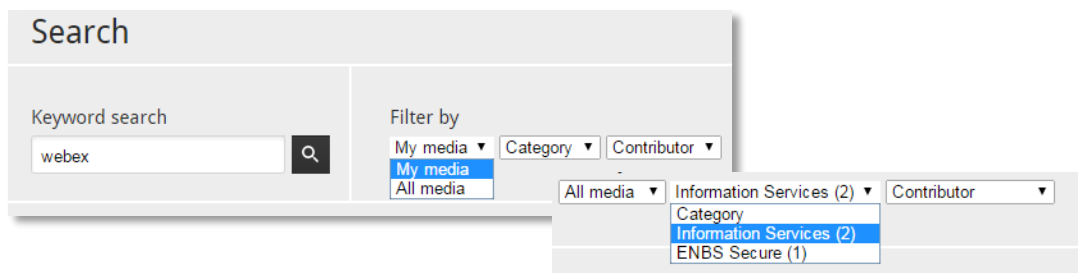 Search
Keyword search
webex
Filter by
My media ▼ Category ▼ Contributor ▼
My media
All media
-
All media ▼ Information Services (2) ▼ Contributor ▼
Category
Information Services (2)
ENBS Secure (1)